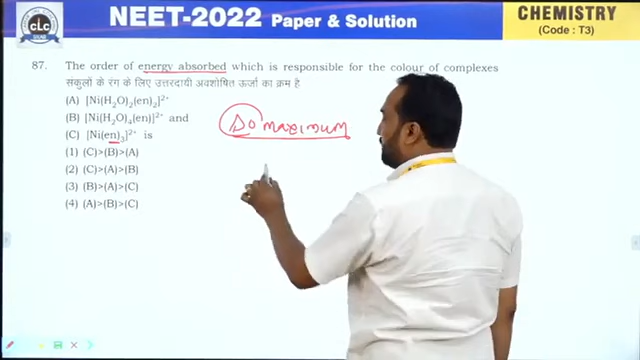 CLC
SIKAR
NEET-2022 Paper & Solution
CHEMISTRY
(Code : T3)
87. The order of energy absorbed which is responsible for the colour of complexes
संकुलों के रंग के लिए उत्तरदायी अवशोषित ऊर्जा का क्रम है
(A) [Ni(H₂O)₂(en)₂]²⁺
(B) [Ni(H₂O)₄(en)]²⁺ and
(C) [Ni(en)₃]²⁺ is
(1) (C)>(B)>(A)
(2) (C)>(A)>(B)
(3) (B)>(A)>(C)
(4) (A)>(B)>(C)
Δo maximum